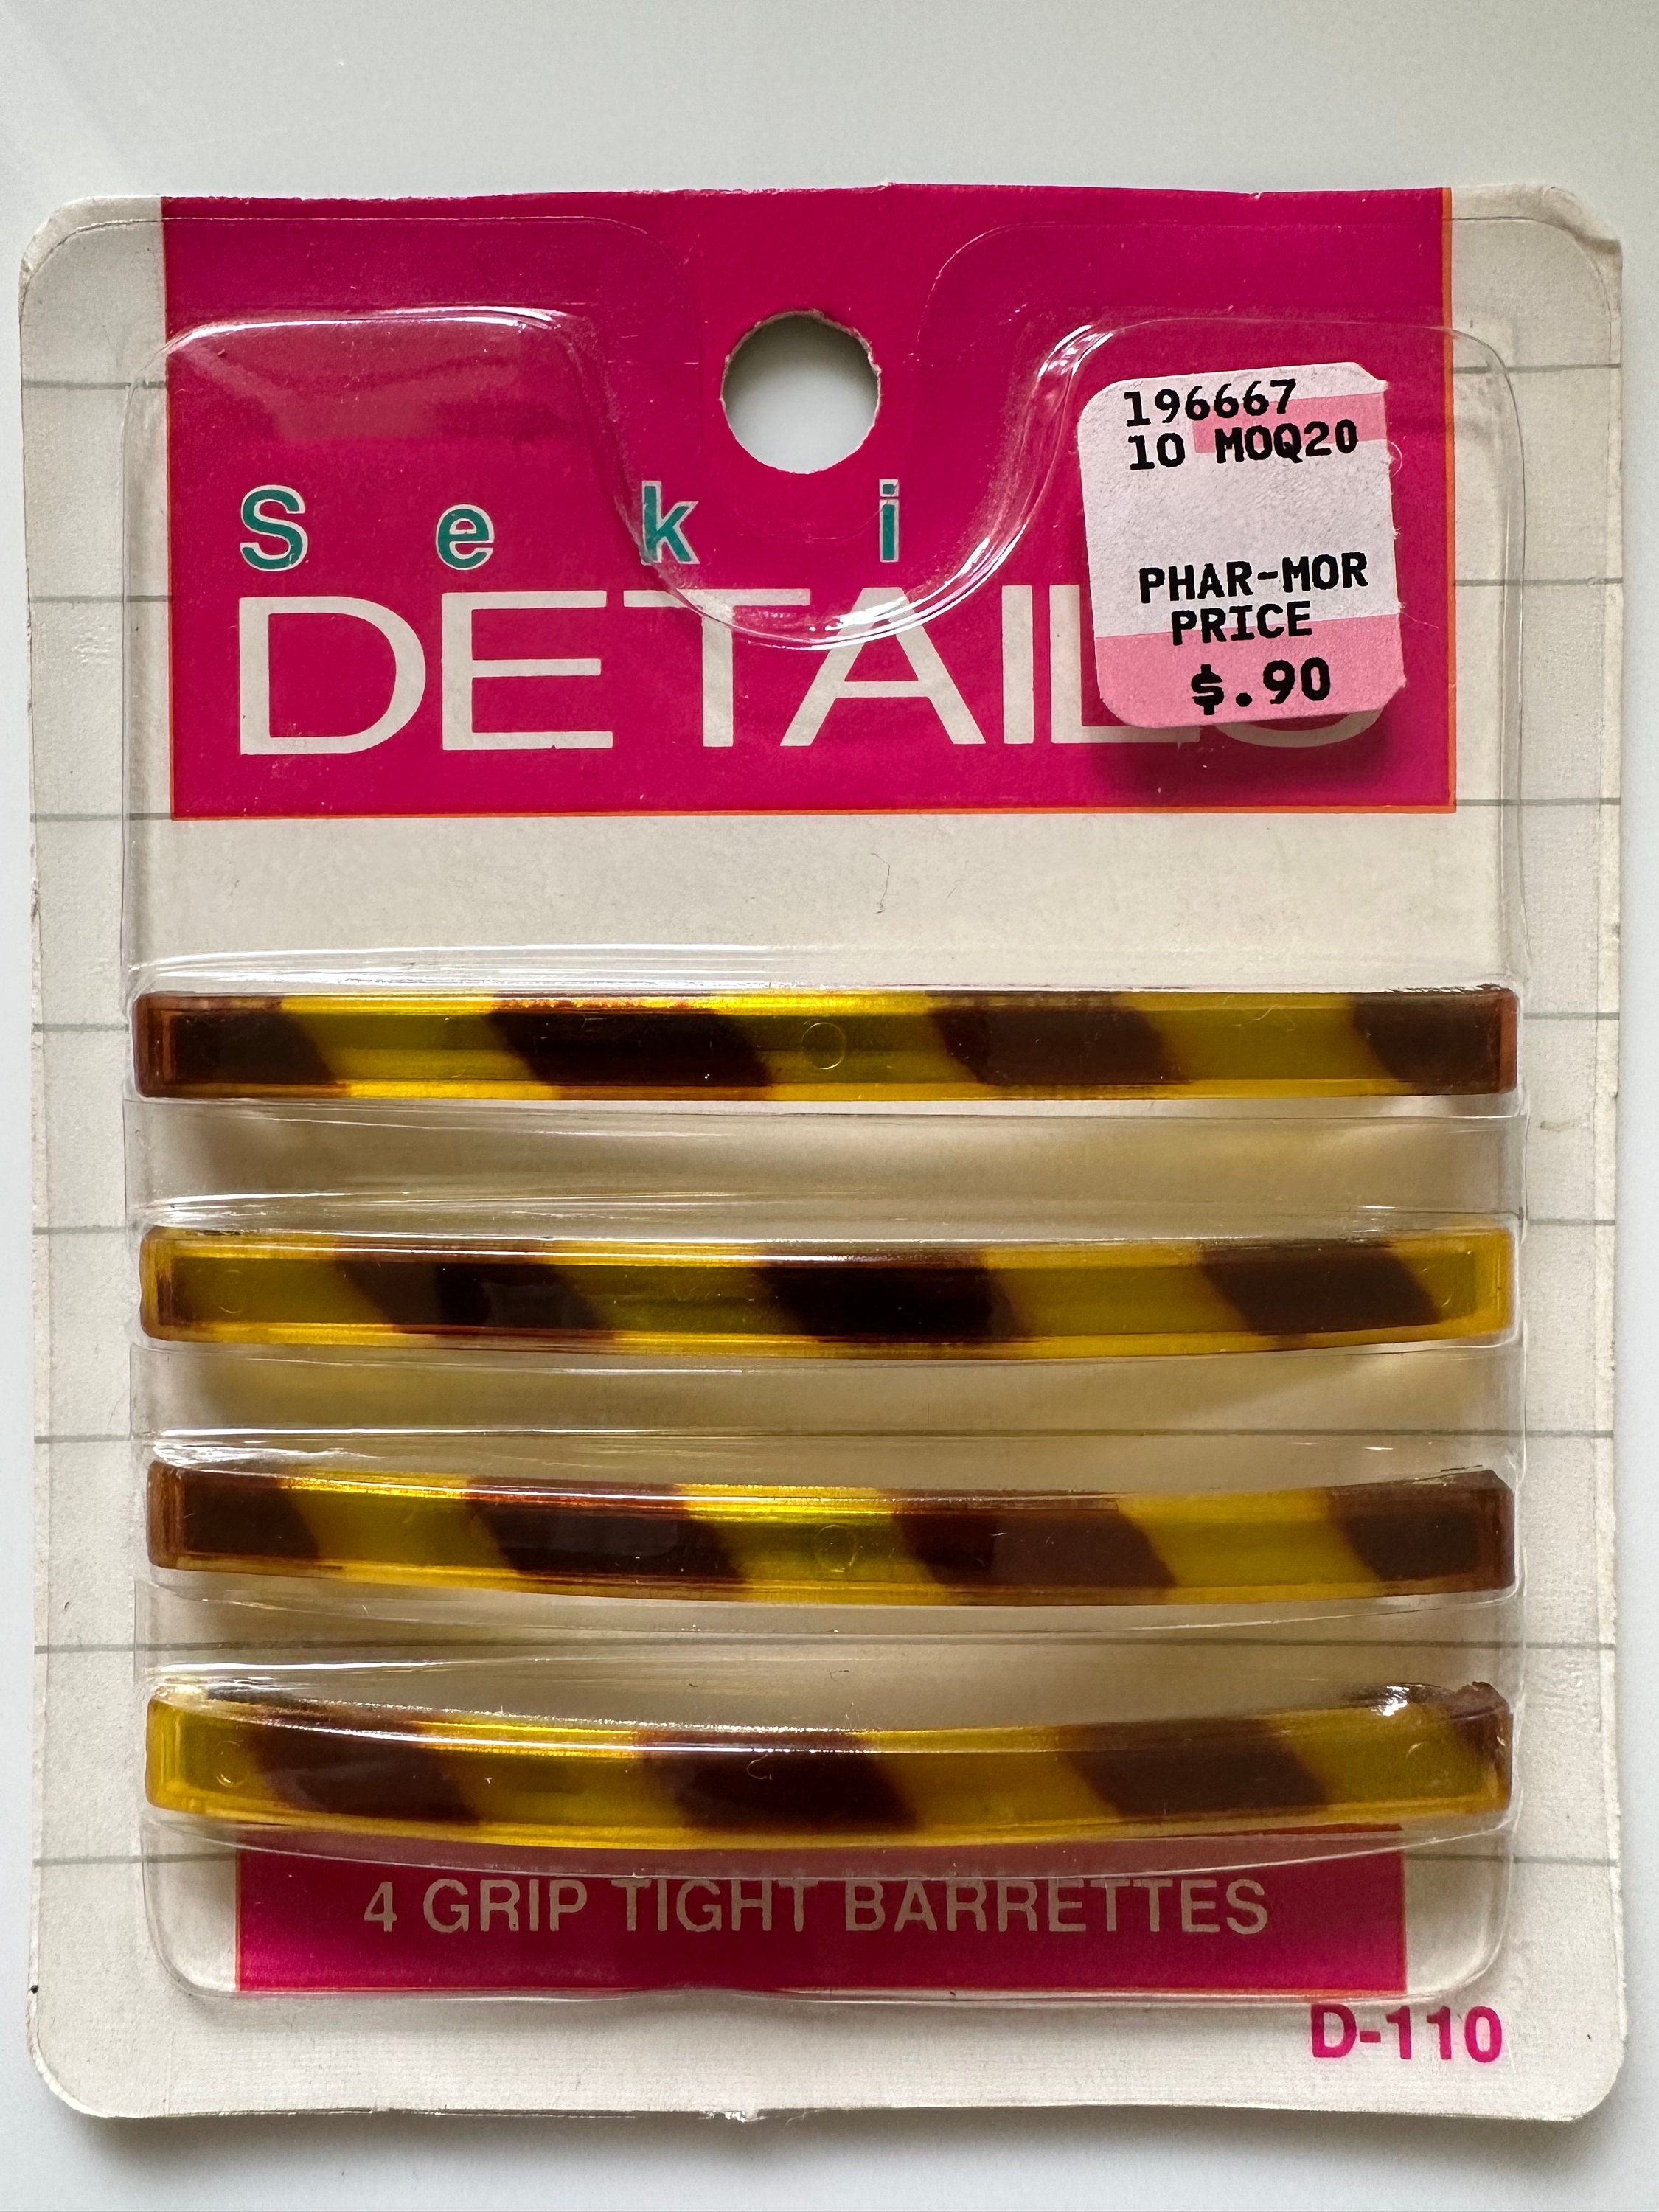 Seki
DETAILS
196667
10 MOQ20
PHAR-MOR
PRICE
$.90
4 GRIP TIGHT BARRETTES
D-110